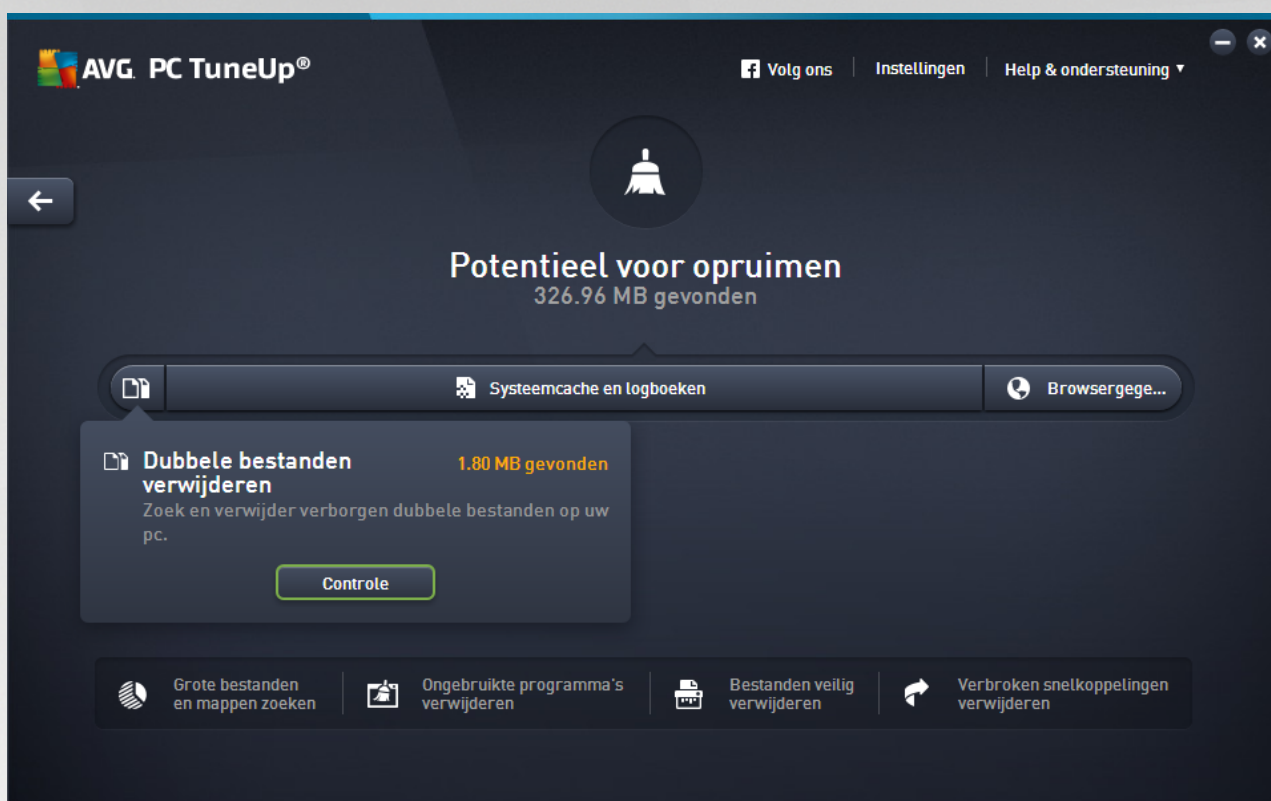 AVG. PC TuneUp®
Volg ons
Instellingen
Help & ondersteuning
Potentieel voor opruimen
326.96 MB gevonden
Systeemcache en logboeken
Browsergege...
Dubbele bestanden
verwijderen
1.80 MB gevonden
Zoek en verwijder verborgen dubbele bestanden op uw
pc.
Controle
Grote bestanden
en mappen zoeken
Ongebruikte programma's
verwijderen
Bestanden veilig
verwijderen
Verbroken snelkoppelingen
verwijderen